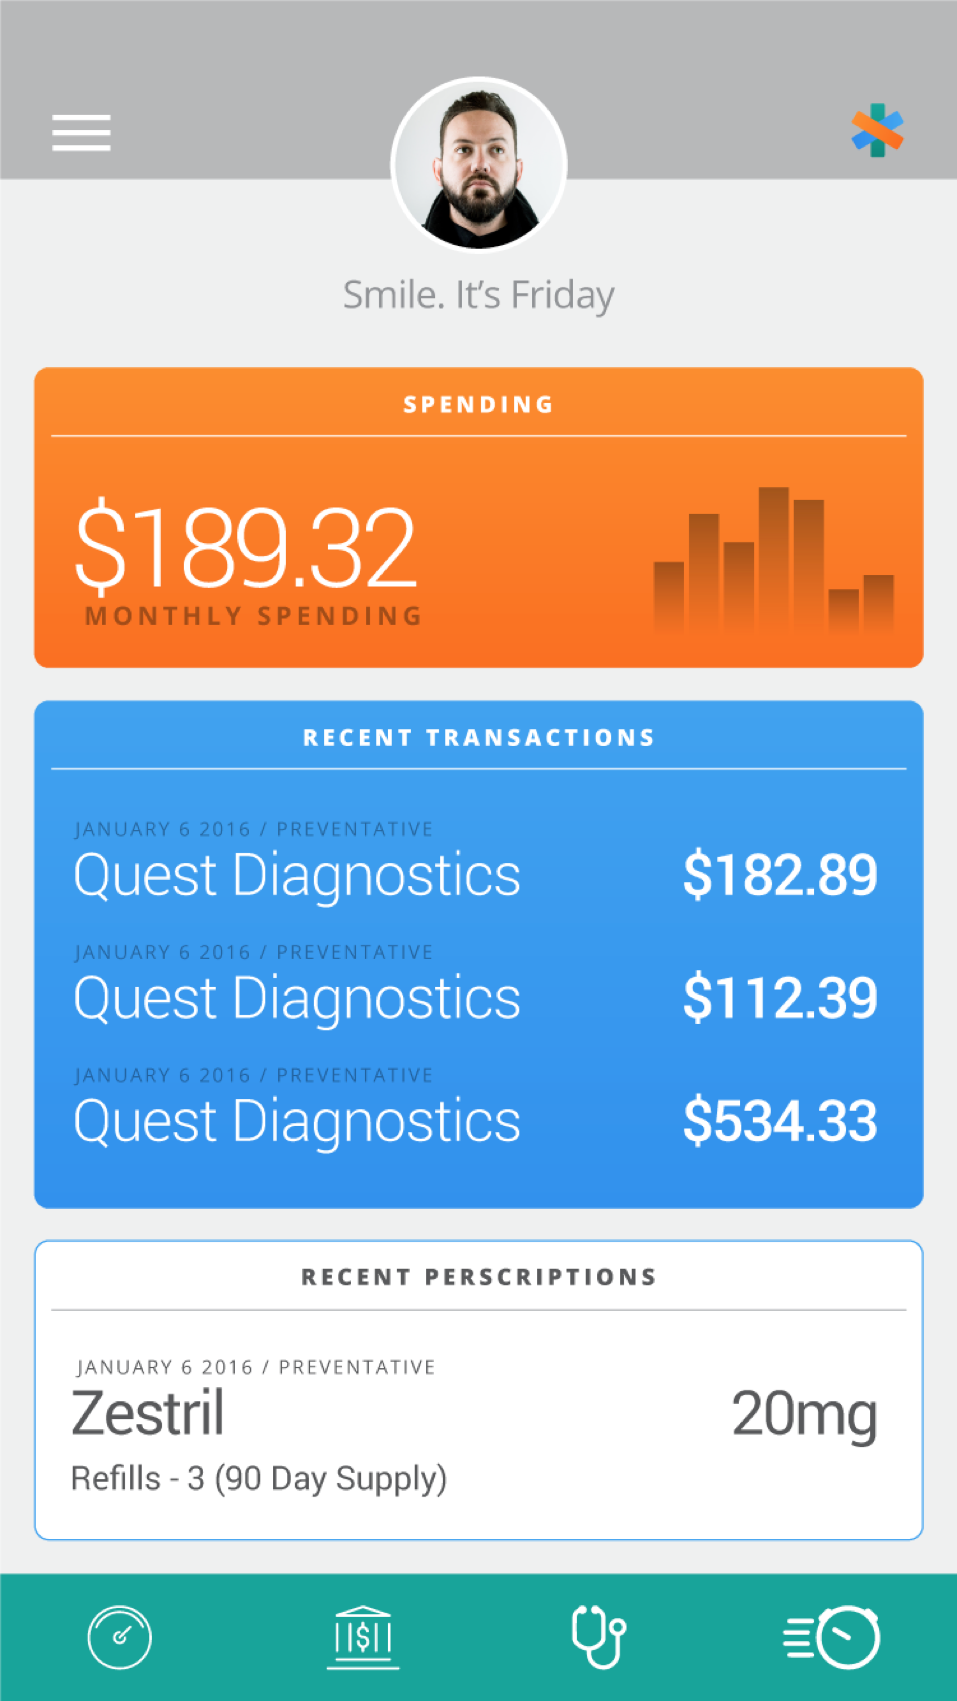 Smile. It's Friday
SPENDING
$189.32
MONTHLY SPENDING
RECENT TRANSACTIONS
JANUARY 6 2016 / PREVENTATIVE
Quest Diagnostics $182.89
JANUARY 6 2016 / PREVENTATIVE
Quest Diagnostics $112.39
JANUARY 6 2016 / PREVENTATIVE
Quest Diagnostics $534.33
RECENT PERSCRIPTIONS
JANUARY 6 2016 / PREVENTATIVE
Zestril 20mg
Refills - 3 (90 Day Supply)
$